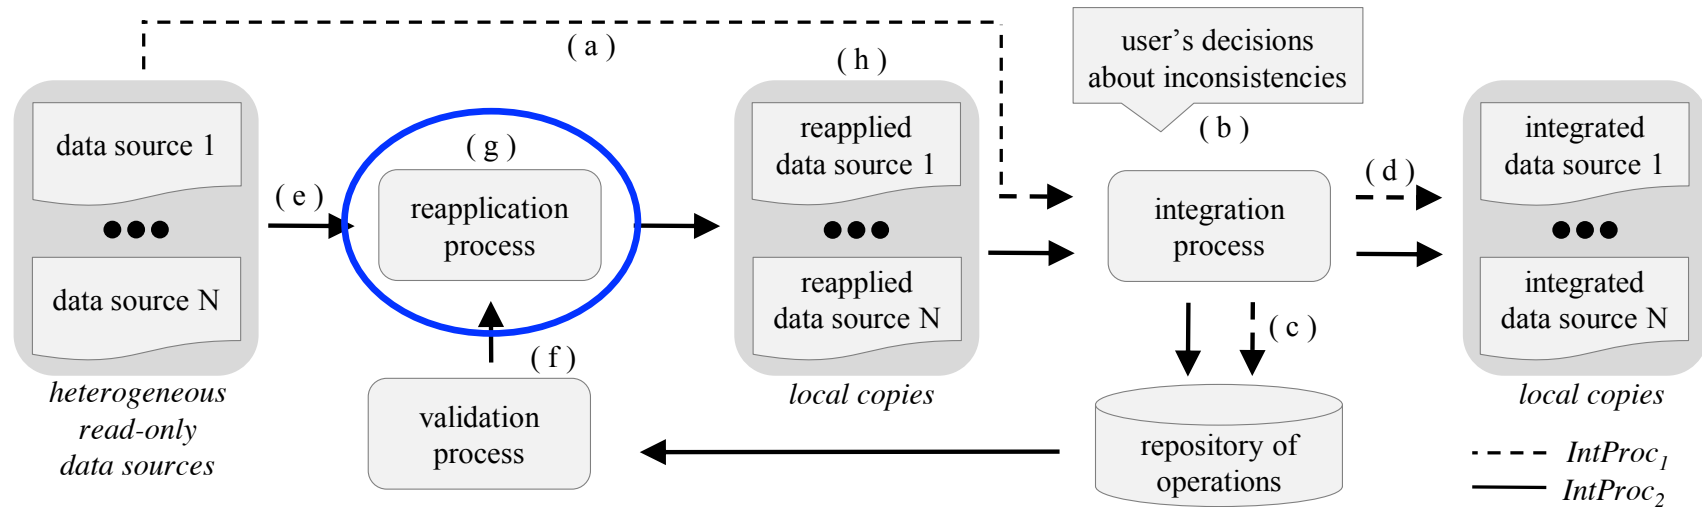 ( a )
( h )
user's decisions
about inconsistencies
( b )
data source 1
data source N
heterogeneous
read-only
data sources
( e )
( g )
reapplication
process
( f )
validation
process
reapplied
data source 1
reapplied
data source N
local copies
integration
process
( c )
repository of
operations
( d )
integrated
data source 1
integrated
data source N
local copies
IntProc1
IntProc2